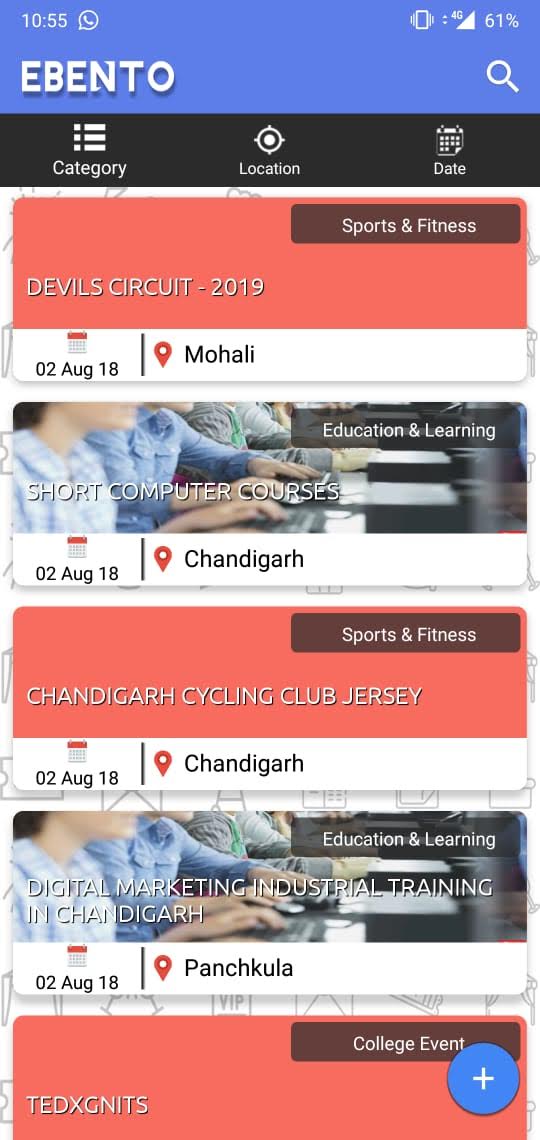 10:55
4G 61%
EBENTO
Category
Location
Date
Sports & Fitness
DEVILS CIRCUIT - 2019
02 Aug 18
Mohali
Education & Learning
SHORT COMPUTER COURSES
02 Aug 18
Chandigarh
Sports & Fitness
CHANDIGARH CYCLING CLUB JERSEY
02 Aug 18
Chandigarh
Education & Learning
DIGITAL MARKETING INDUSTRIAL TRAINING
IN CHANDIGARH
02 Aug 18
Panchkula
VIP
College Event
+
TEDXGNITS